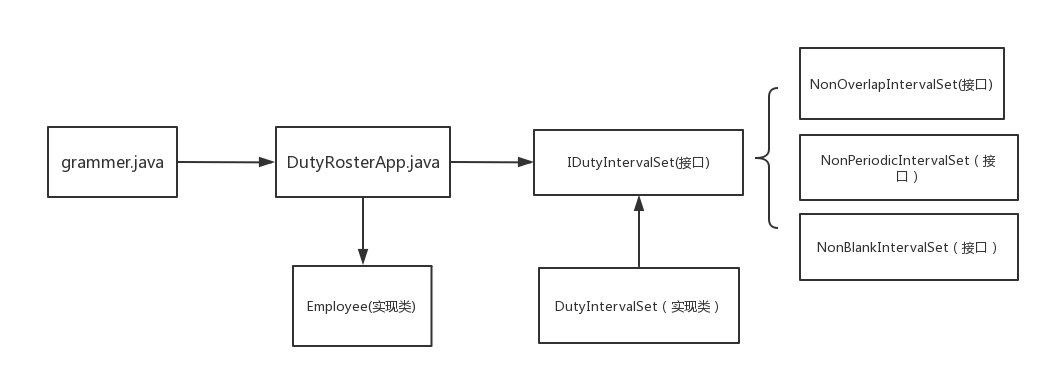 NonOverlapIntervalSet(接口)
grammer.java
DutyRosterApp.java
IDutyIntervalSet(接口)
NonPeriodicIntervalSet（接
口）
NonBlankIntervalSet（接口）
Employee(实现类)
DutyIntervalSet（实现类）